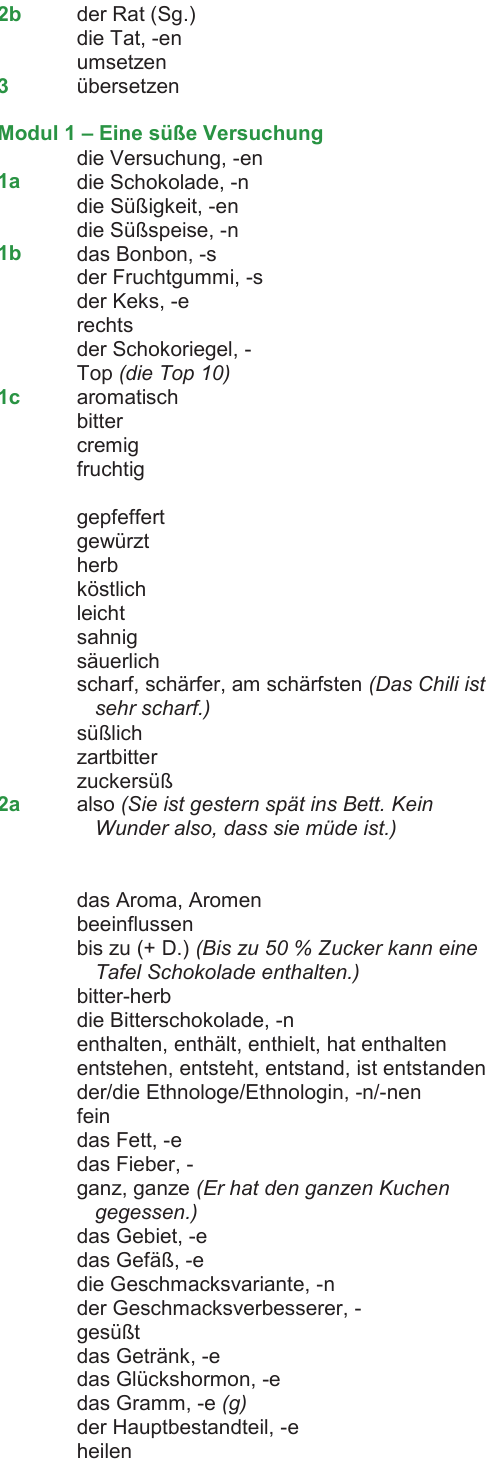 2b der Rat (Sg.)
die Tat, -en
umsetzen
3 übersetzen
Modul 1 – Eine süße Versuchung
die Versuchung, -en
1a die Schokolade, -n
die Süßigkeit, -en
die Süßspeise, -n
1b das Bonbon, -s
der Fruchtgummi, -s
der Keks, -e
rechts
der Schokoriegel, -
Top (die Top 10)
1c aromatisch
bitter
cremig
fruchtig
gepfeffert
gewürzt
herb
köstlich
leicht
sahnig
säuerlich
scharf, schärfer, am schärfsten (Das Chili ist
sehr scharf.)
süßlich
zartbitter
zuckersüß
2a also (Sie ist gestern spät ins Bett. Kein
Wunder also, dass sie müde ist.)
das Aroma, Aromen
beeinflussen
bis zu (+ D.) (Bis zu 50 % Zucker kann eine
Tafel Schokolade enthalten.)
bitter-herb
die Bitterschokolade, -n
enthalten, enthält, enthielt, hat enthalten
entstehen, entsteht, entstand, ist entstanden
der/die Ethnologe/Ethnologin, -n/-nen
fein
das Fett, -e
das Fieber, -
ganz, ganze (Er hat den ganzen Kuchen
gegessen.)
das Gebiet, -e
das Gefäß, -e
die Geschmacksvariante, -n
der Geschmacksverbesserer, -
gesüßt
das Getränk, -e
das Glückshormon, -e
das Gramm, -e (g)
der Hauptbestandteil, -e
heilen